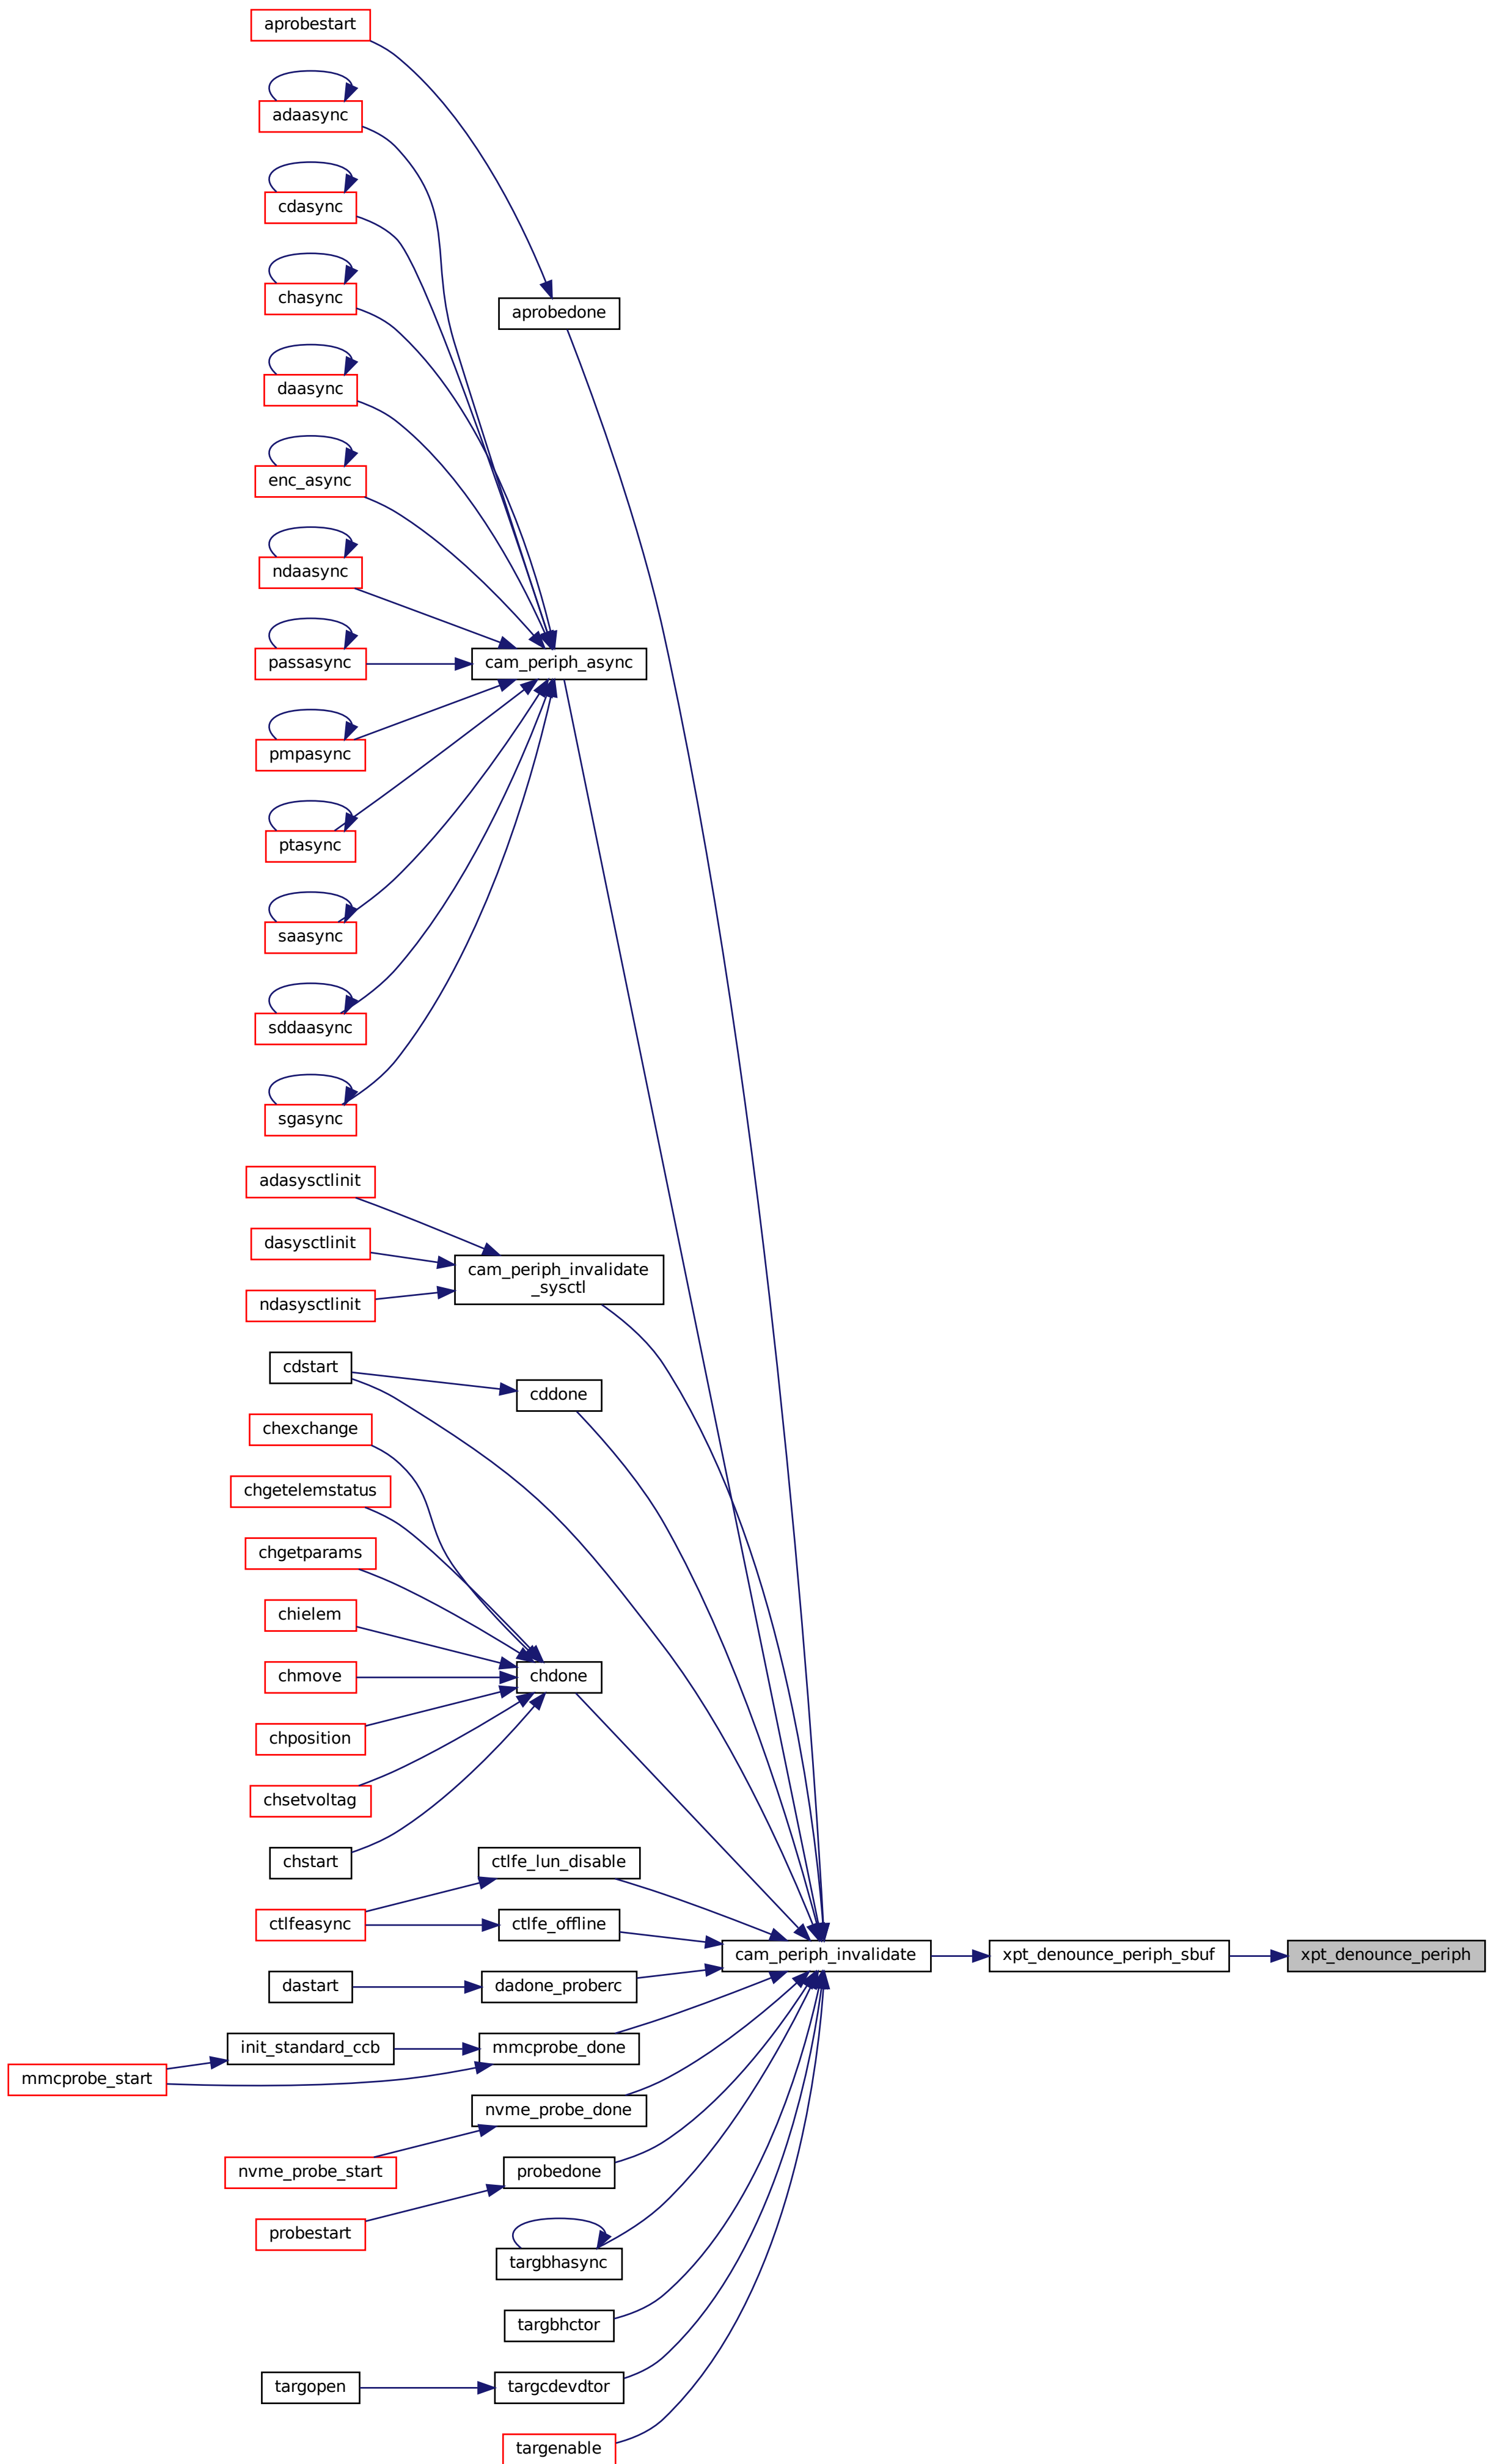 aprobestart
adaasync
cdasync
chasync
aprobedone
daasync
enc_async
ndaasync
passasync
cam_periph_async
pmpasync
ptasync
saasync
sddaasync
sgasync
adasysctlinit
dasysctlinit
cam_periph_invalidate
_sysctl
ndasysctlinit
cdstart
cddone
chexchange
chgetelemstatus
chgetparams
chielem
chmove
chdone
chposition
chsetvoltag
chstart
ctlfe_lun_disable
ctlfeasync
ctlfe_offline
cam_periph_invalidate
xpt_denounce_periph_sbuf
xpt_denounce_periph
dastart
dadone_proberc
init_standard_ccb
mmcprobe_done
mmcprobe_start
nvme_probe_done
nvme_probe_start
probedone
probestart
targbhasync
targbhctor
targopen
targcdevdtor
targenable